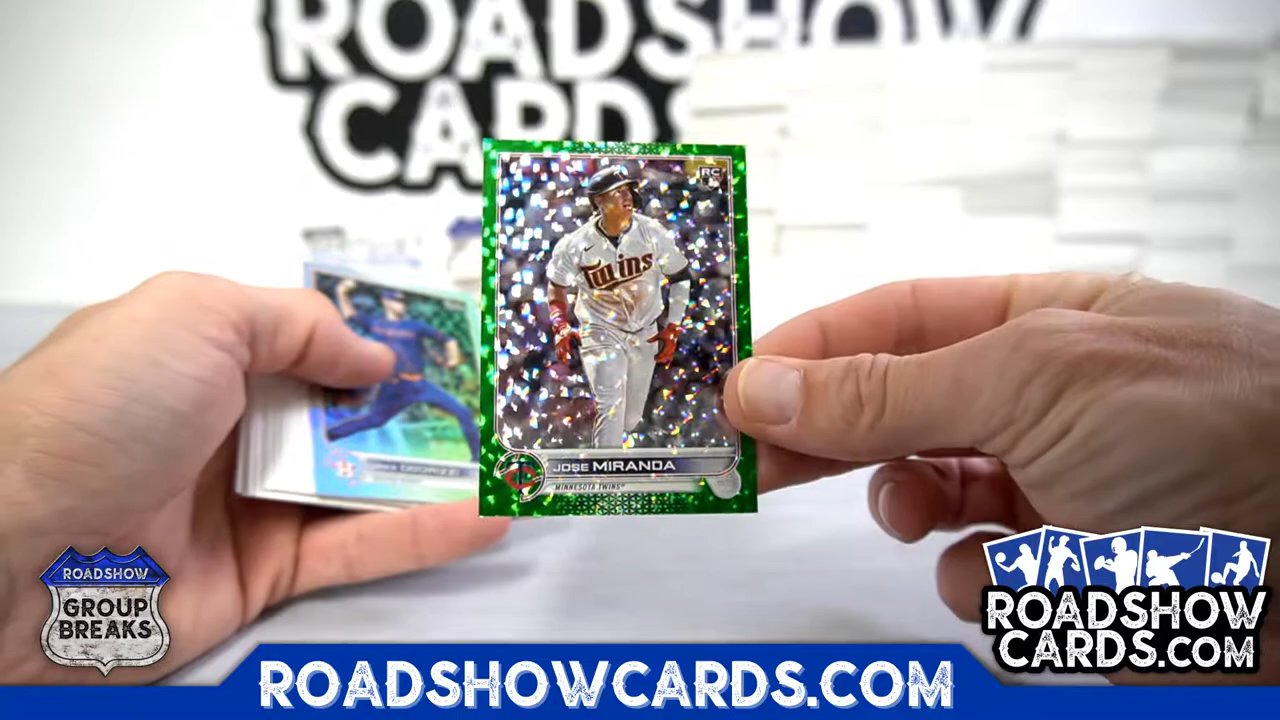 ROADSHOW
CARDS
RC
Twins
JOSE MIRANDA
MINNESOTA TWINS
ROADSHOW
GROUP
BREAKS
ROADSHOW
CARDS.COM
ROADSHOWCARDS.COM